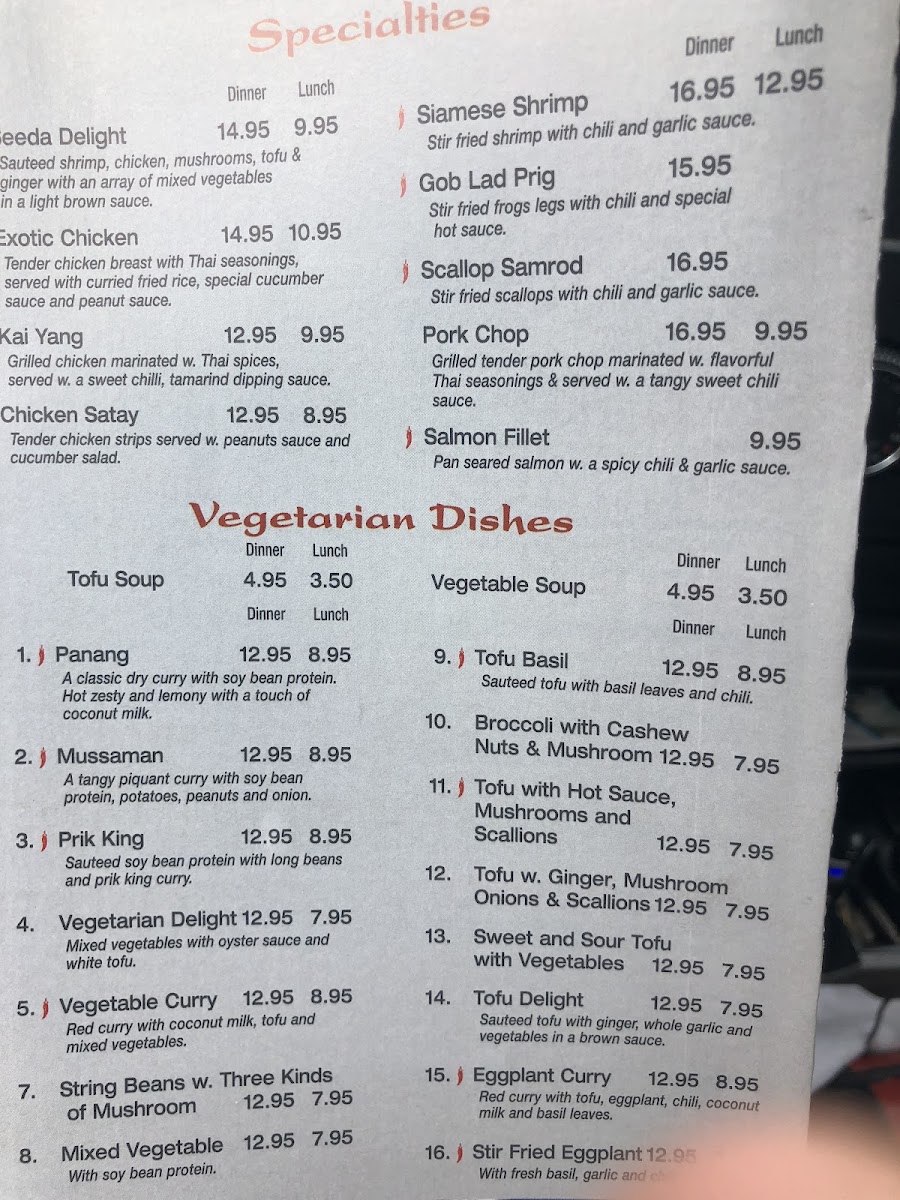 Specialties
Dinner Lunch
Seeda Delight 14.95 9.95
Sauteed shrimp, chicken, mushrooms, tofu &
ginger with an array of mixed vegetables
in a light brown sauce.
Exotic Chicken 14.95 10.95
Tender chicken breast with Thai seasonings,
served with curried fried rice, special cucumber
sauce and peanut sauce.
Kai Yang 12.95 9.95
Grilled chicken marinated w. Thai spices,
served w. a sweet chilli, tamarind dipping sauce.
Chicken Satay 12.95 8.95
Tender chicken strips served w. peanuts sauce and
cucumber salad.
Dinner Lunch
Siamese Shrimp 16.95 12.95
Stir fried shrimp with chili and garlic sauce.
Gob Lad Prig 15.95
Stir fried frogs legs with chili and special
hot sauce.
Scallop Samrod 16.95
Stir fried scallops with chili and garlic sauce.
Pork Chop 16.95 9.95
Grilled tender pork chop marinated w. flavorful
Thai seasonings & served w. a tangy sweet chili
sauce.
Salmon Fillet 9.95
Pan seared salmon w. a spicy chili & garlic sauce.
Vegetarian Dishes
Dinner Lunch
Tofu Soup 4.95 3.50
Dinner Lunch
1. Panang 12.95 8.95
A classic dry curry with soy bean protein.
Hot zesty and lemony with a touch of
coconut milk.
2. Mussaman 12.95 8.95
A tangy piquant curry with soy bean
protein, potatoes, peanuts and onion.
3. Prik King 12.95 8.95
Sauteed soy bean protein with long beans
and prik king curry.
4. Vegetarian Delight 12.95 7.95
Mixed vegetables with oyster sauce and
white tofu.
5. Vegetable Curry 12.95 8.95
Red curry with coconut milk, tofu and
mixed vegetables.
7. String Beans w. Three Kinds
of Mushroom 12.95 7.95
8. Mixed Vegetable 12.95 7.95
With soy bean protein.
Dinner Lunch
Vegetable Soup 4.95 3.50
Dinner Lunch
9. Tofu Basil 12.95 8.95
Sauteed tofu with basil leaves and chili.
10. Broccoli with Cashew
Nuts & Mushroom 12.95 7.95
11. Tofu with Hot Sauce,
Mushrooms and
Scallions 12.95 7.95
12. Tofu w. Ginger, Mushroom
Onions & Scallions 12.95 7.95
13. Sweet and Sour Tofu
with Vegetables 12.95 7.95
14. Tofu Delight 12.95 7.95
Sauteed tofu with ginger, whole garlic and
vegetables in a brown sauce.
15. Eggplant Curry 12.95 8.95
Red curry with tofu, eggplant, chili, coconut
milk and basil leaves.
16. Stir Fried Eggplant 12.95
With fresh basil, garlic and